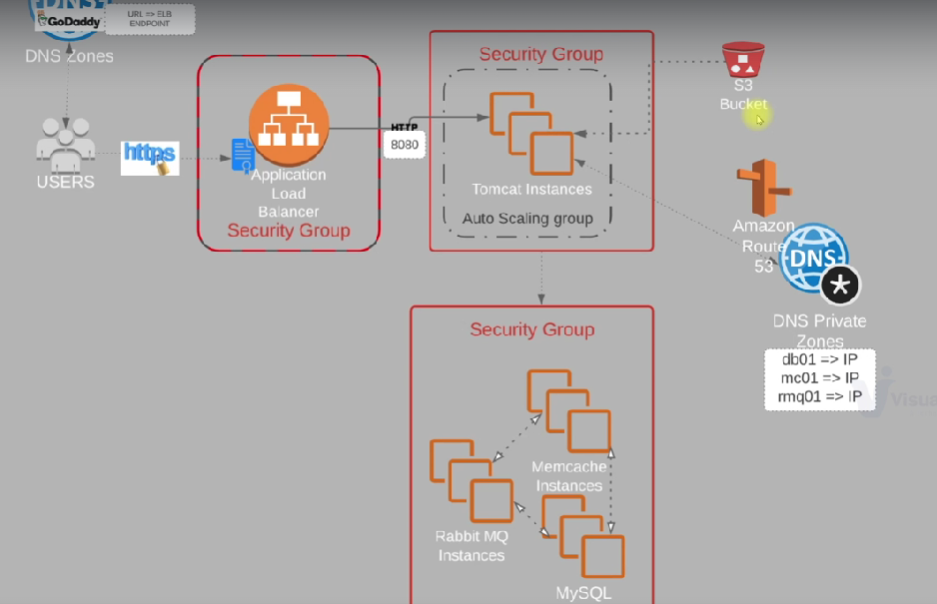 GoDaddy
URL => ELB
ENDPOINT
DNS Zones
USERS
https
Application
Load
Balancer
Security Group
HTTP
8080
Security Group
Tomcat Instances
Auto Scaling group
S3
Bucket
Amazon
Route
53
DNS
*
DNS Private
Zones
db01 => IP
mc01 => IP
rmq01 => IP
Security Group
Memcache
Instances
Rabbit MQ
Instances
MySQL